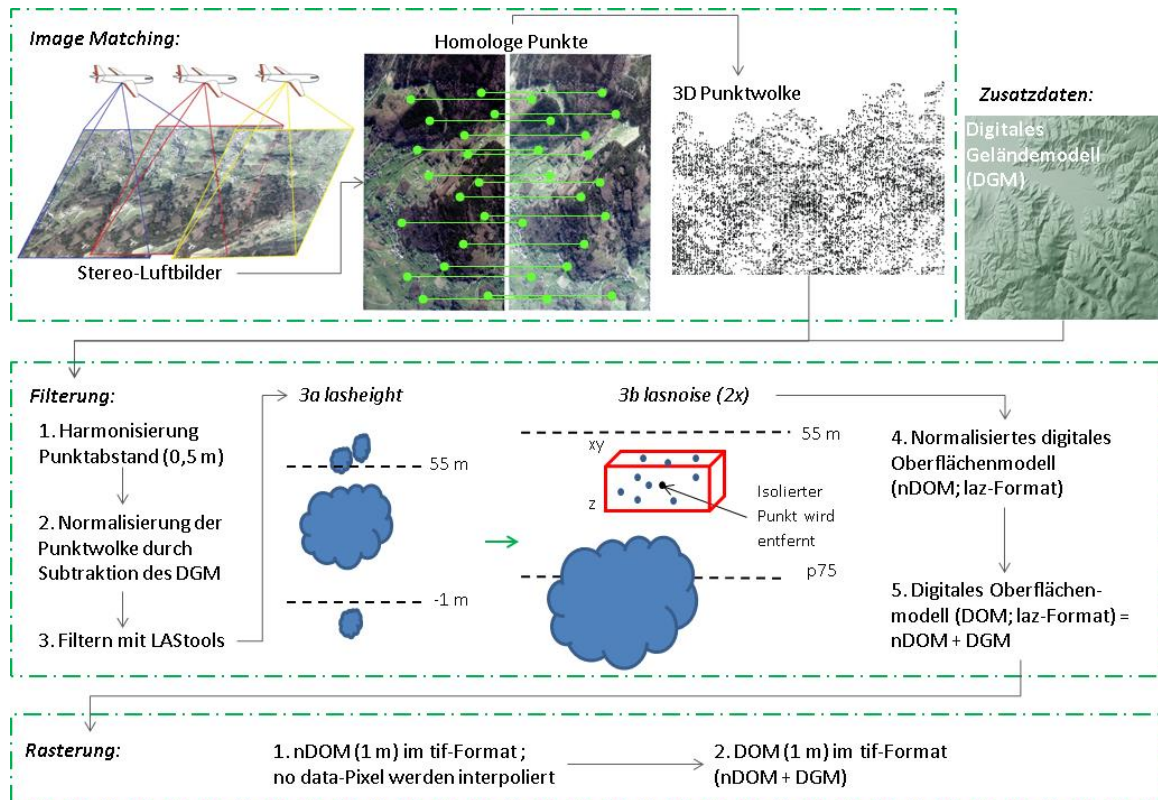 Image Matching:
Homologe Punkte
3D Punktwolke
Stereo-Luftbilder
Zusatzdaten:
Digitales
Geländemodell
(DGM)
Filterung:
1. Harmonisierung
Punktabstand (0,5 m)
2. Normalisierung der
Punktwolke durch
Subtraktion des DGM
3. Filtern mit LAStools
3a lasheight
55 m
-1 m
3b lasnoise (2x)
55 m
xy
z
Isolierter
Punkt wird
entfernt
p75
4. Normalisiertes digitales
Oberflächenmodell
(nDOM; laz-Format)
5. Digitales Oberflächen-
modell (DOM; laz-Format) =
nDOM + DGM
Rasterung:
1. nDOM (1 m) im tif-Format ;
no data-Pixel werden interpoliert
2. DOM (1 m) im tif-Format
(nDOM + DGM)